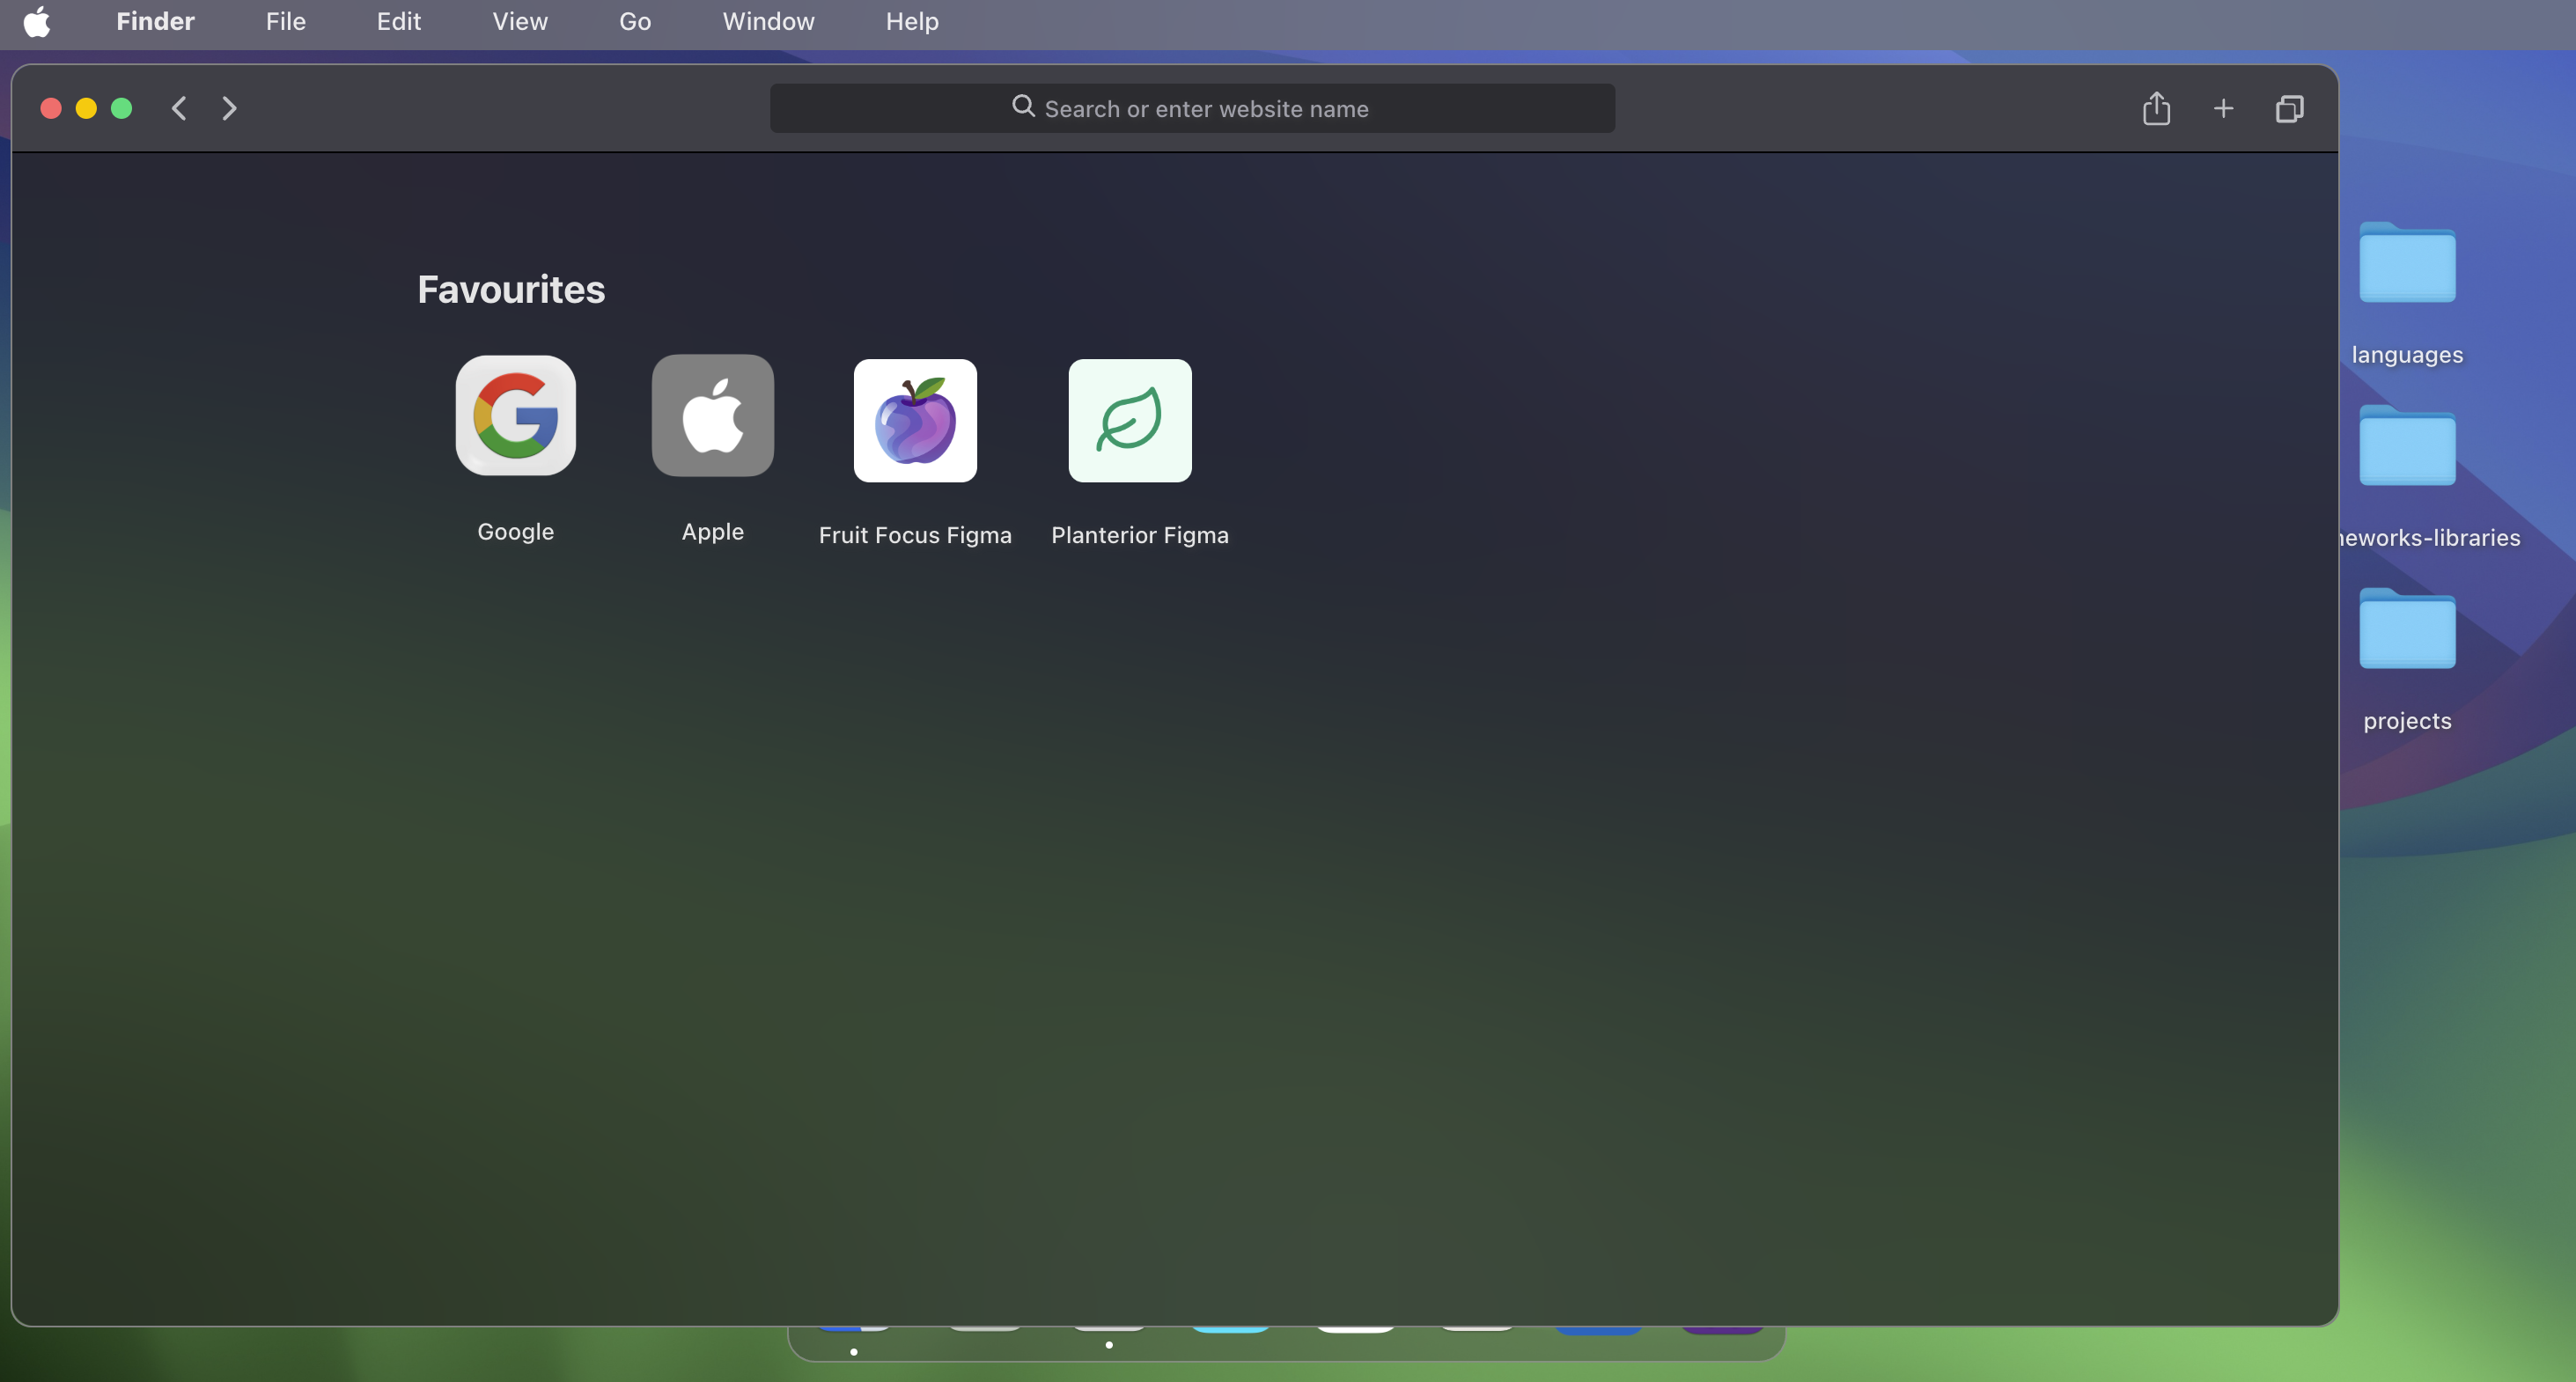 Finder File Edit View Go Window Help
Search or enter website name
Favourites
Google Apple Fruit Focus Figma Planterior Figma
languages
eworks-libraries
projects